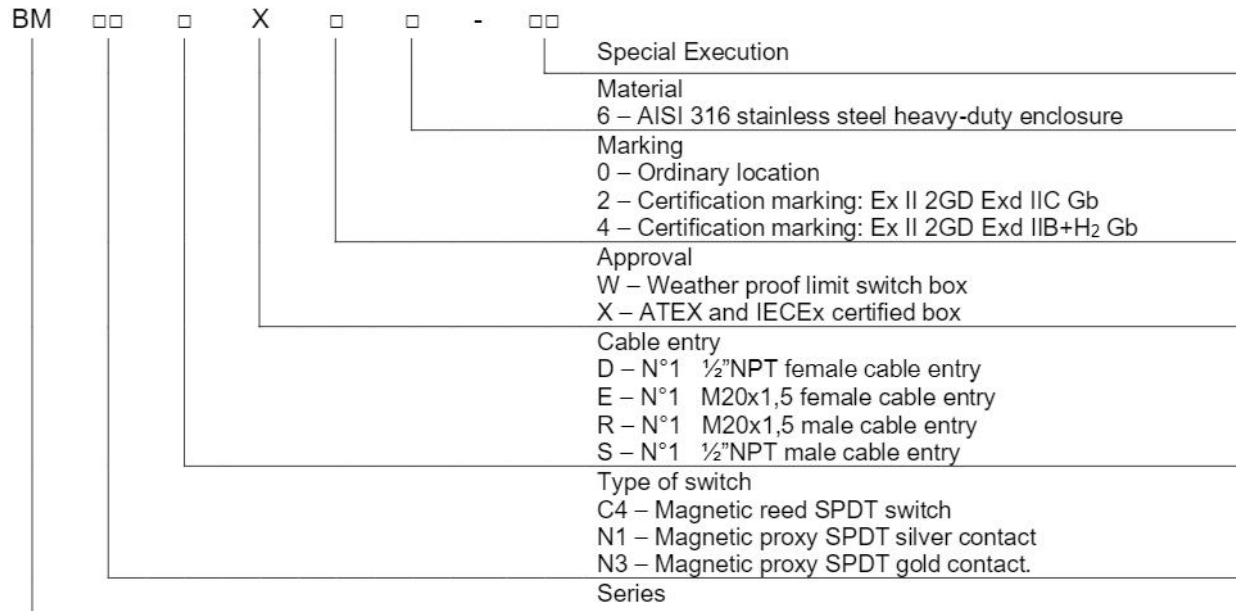 BM □□ □ X □ □ - □□
Special Execution
Material
6 – AISI 316 stainless steel heavy-duty enclosure
Marking
0 – Ordinary location
2 – Certification marking: Ex II 2GD Exd IIC Gb
4 – Certification marking: Ex II 2GD Exd IIB+H₂ Gb
Approval
W – Weather proof limit switch box
X – ATEX and IECEx certified box
Cable entry
D – N°1 ½”NPT female cable entry
E – N°1 M20x1,5 female cable entry
R – N°1 M20x1,5 male cable entry
S – N°1 ½”NPT male cable entry
Type of switch
C4 – Magnetic reed SPDT switch
N1 – Magnetic proxy SPDT silver contact
N3 – Magnetic proxy SPDT gold contact.
Series